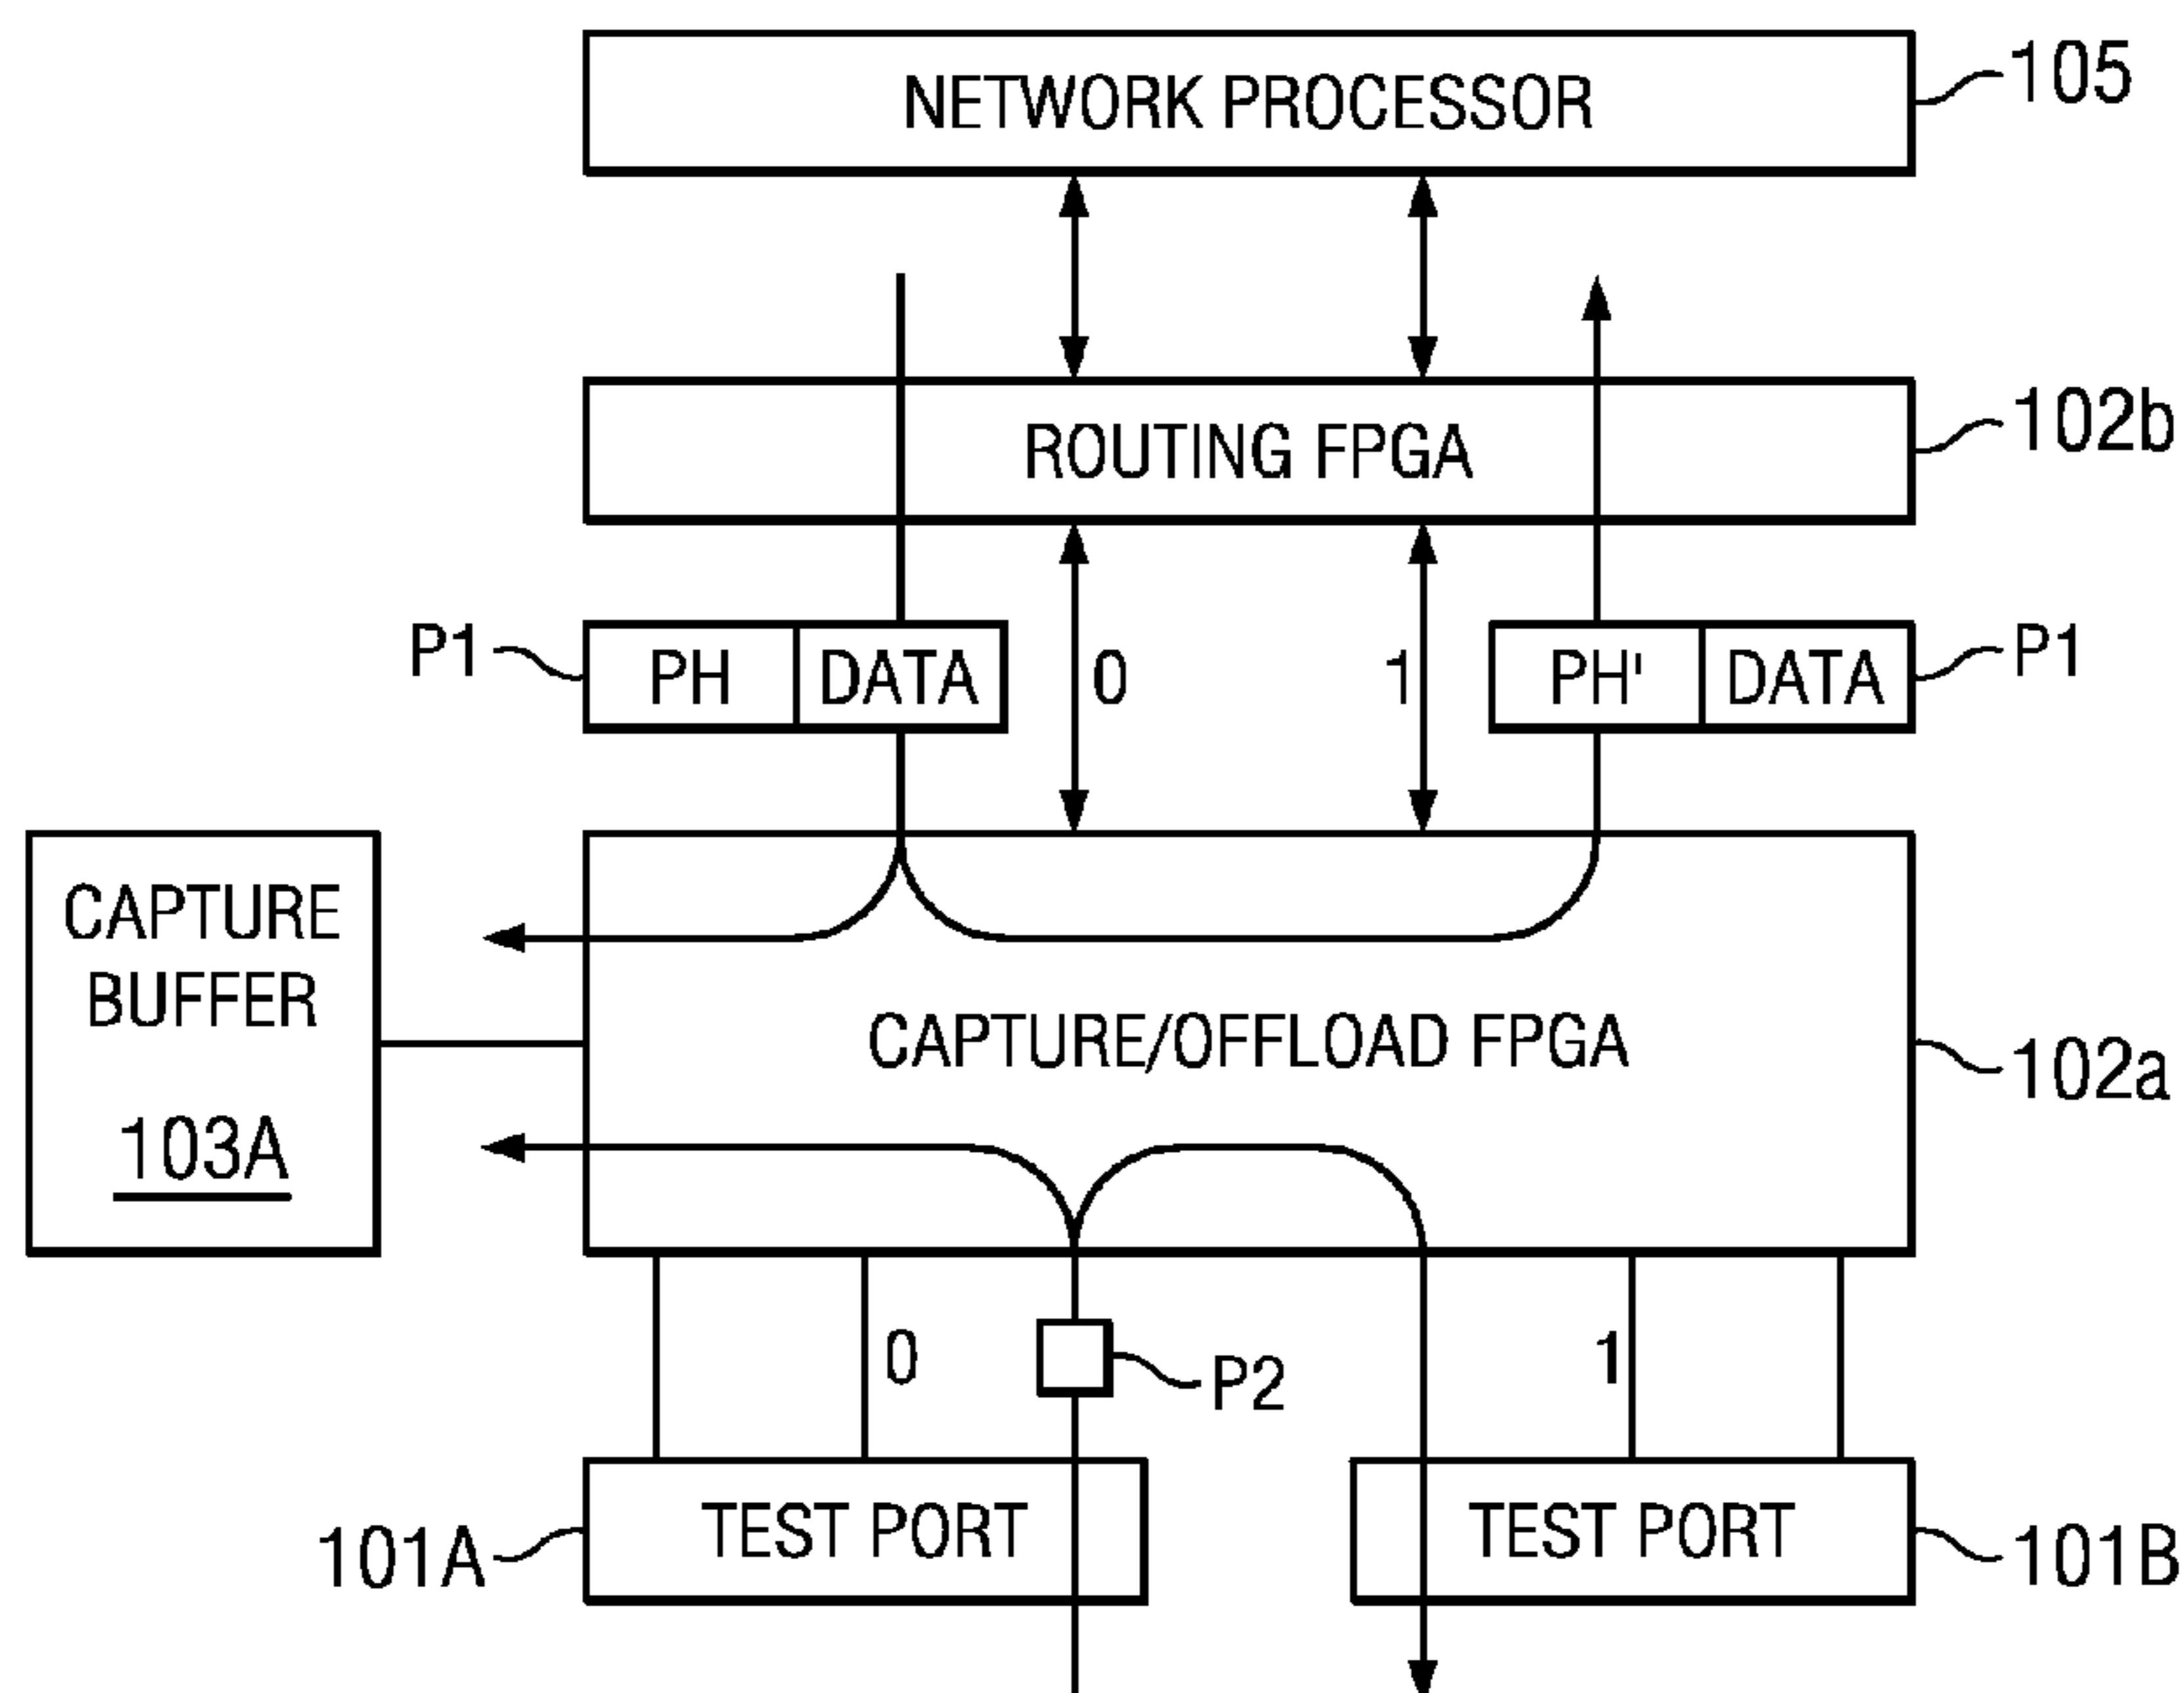 NETWORK PROCESSOR
105
ROUTING FPGA
102b
P1
PH
DATA
0
1
PH'
DATA
P1
CAPTURE
BUFFER
103A
CAPTURE/OFFLOAD FPGA
102a
0
P2
1
101A
TEST PORT
TEST PORT
101B